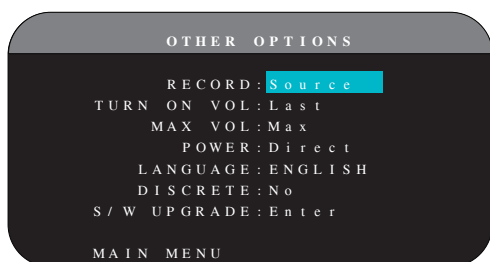 OTHER OPTIONS
RECORD:Source
TURN ON VOL:Last
MAX VOL:Max
POWER:Direct
LANGUAGE:ENGLISH
DISCRETE:No
S/W UPGRADE:Enter
MAIN MENU